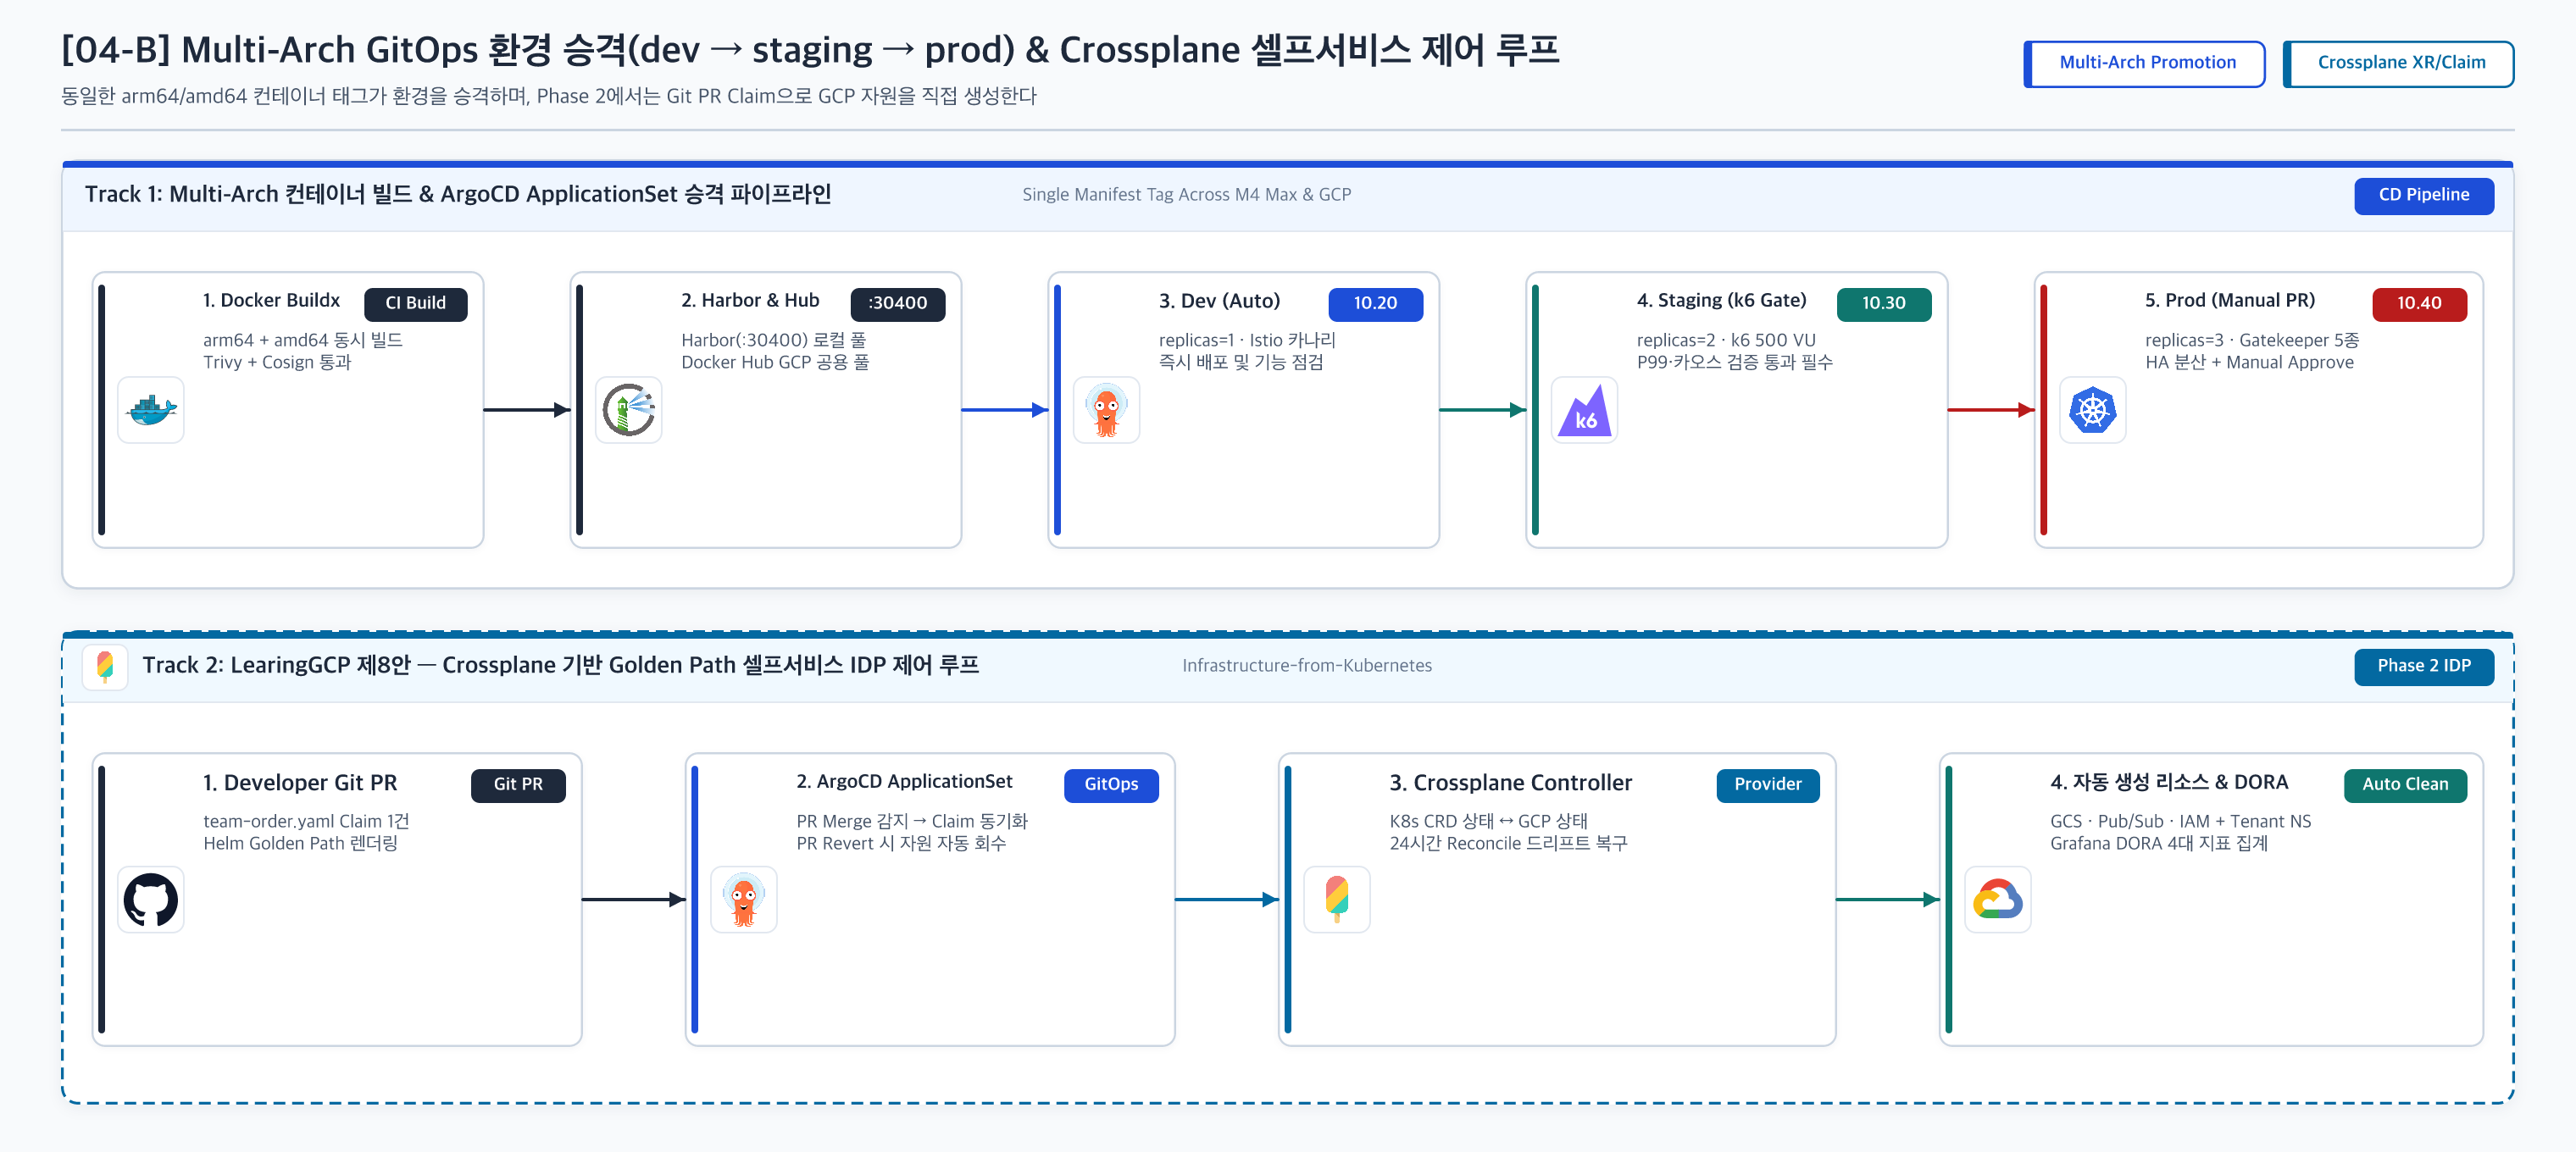 [04-B] Multi-Arch GitOps 환경 승격(dev → staging → prod) & Crossplane 셀프서비스 제어 루프
동일한 arm64/amd64 컨테이너 태그가 환경을 승격하며, Phase 2에서는 Git PR Claim으로 GCP 자원을 직접 생성한다
Multi-Arch Promotion
Crossplane XR/Claim
Track 1: Multi-Arch 컨테이너 빌드 & ArgoCD ApplicationSet 승격 파이프라인
Single Manifest Tag Across M4 Max & GCP
CD Pipeline
1. Docker Buildx
CI Build
arm64 + amd64 동시 빌드
Trivy + Cosign 통과
2. Harbor & Hub
:30400
Harbor(:30400) 로컬 풀
Docker Hub GCP 공용 풀
3. Dev (Auto)
10.20
replicas=1 · Istio 카나리
즉시 배포 및 기능 점검
4. Staging (k6 Gate)
10.30
replicas=2 · k6 500 VU
P99·카오스 검증 통과 필수
k6
5. Prod (Manual PR)
10.40
replicas=3 · Gatekeeper 5종
HA 분산 + Manual Approve
Track 2: LearingGCP 제8안 — Crossplane 기반 Golden Path 셀프서비스 IDP 제어 루프
Infrastructure-from-Kubernetes
Phase 2 IDP
1. Developer Git PR
Git PR
team-order.yaml Claim 1건
Helm Golden Path 렌더링
2. ArgoCD ApplicationSet
GitOps
PR Merge 감지 → Claim 동기화
PR Revert 시 자원 자동 회수
3. Crossplane Controller
Provider
K8s CRD 상태 ↔ GCP 상태
24시간 Reconcile 드리프트 복구
4. 자동 생성 리소스 & DORA
Auto Clean
GCS · Pub/Sub · IAM + Tenant NS
Grafana DORA 4대 지표 집계